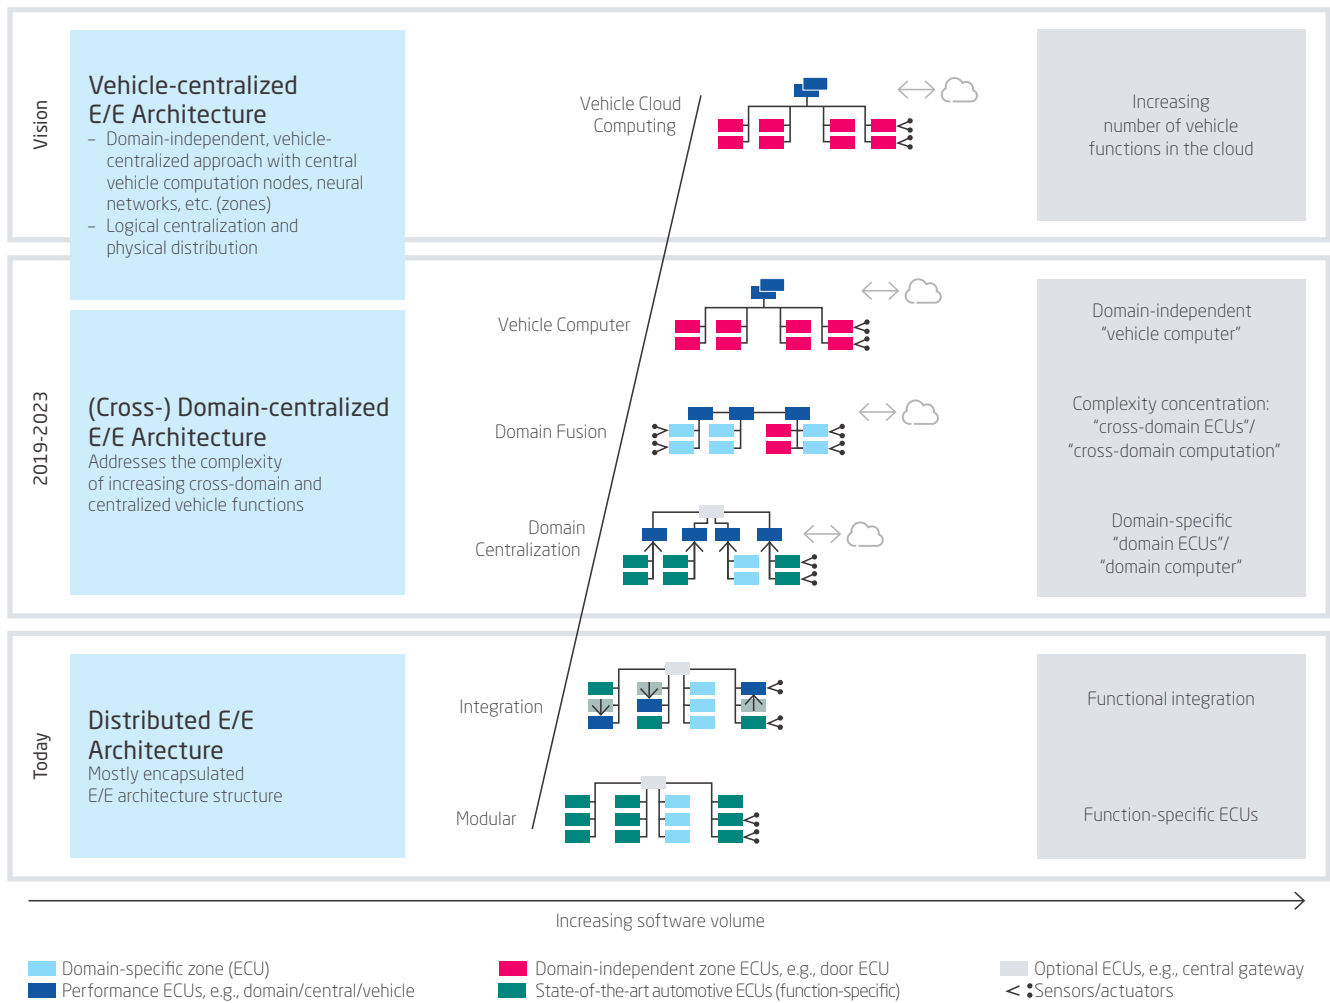 Vision
Vehicle-centralized
E/E Architecture
– Domain-independent, vehicle-
centralized approach with central
vehicle computation nodes, neural
networks, etc. (zones)
– Logical centralization and
physical distribution
Vehicle Cloud
Computing
Increasing
number of vehicle
functions in the cloud
2019-2023
(Cross-) Domain-centralized
E/E Architecture
Addresses the complexity
of increasing cross-domain and
centralized vehicle functions
Vehicle Computer
Domain Fusion
Domain
Centralization
Domain-independent
“vehicle computer”
Complexity concentration:
“cross-domain ECUs”/
“cross-domain computation”
Domain-specific
“domain ECUs”/
“domain computer”
Today
Distributed E/E
Architecture
Mostly encapsulated
E/E architecture structure
Integration
Modular
Functional integration
Function-specific ECUs
Increasing software volume
Domain-specific zone (ECU)
Performance ECUs, e.g., domain/central/vehicle
Domain-independent zone ECUs, e.g., door ECU
State-of-the-art automotive ECUs (function-specific)
Optional ECUs, e.g., central gateway
Sensors/actuators